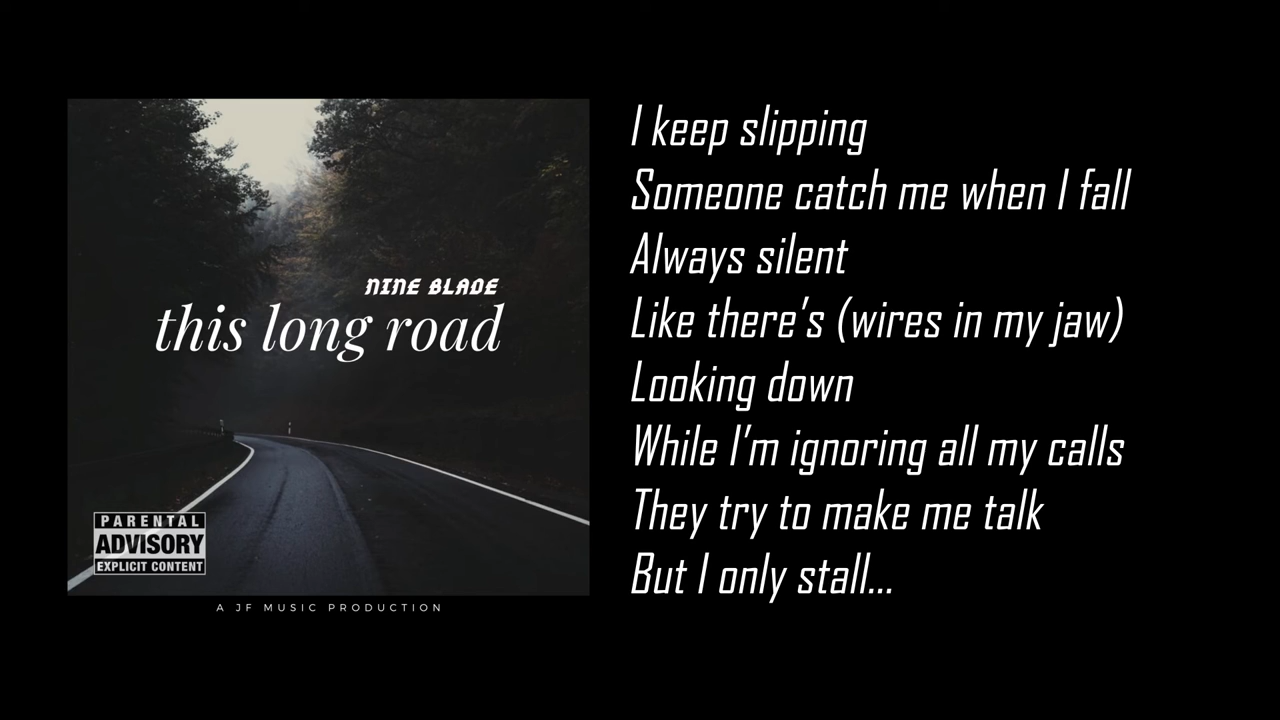 NINE BLADE
this long road
PARENTAL
ADVISORY
EXPLICIT CONTENT
A JF MUSIC PRODUCTION
I keep slipping
Someone catch me when I fall
Always silent
Like there's (wires in my jaw)
Looking down
While I'm ignoring all my calls
They try to make me talk
But I only stall...